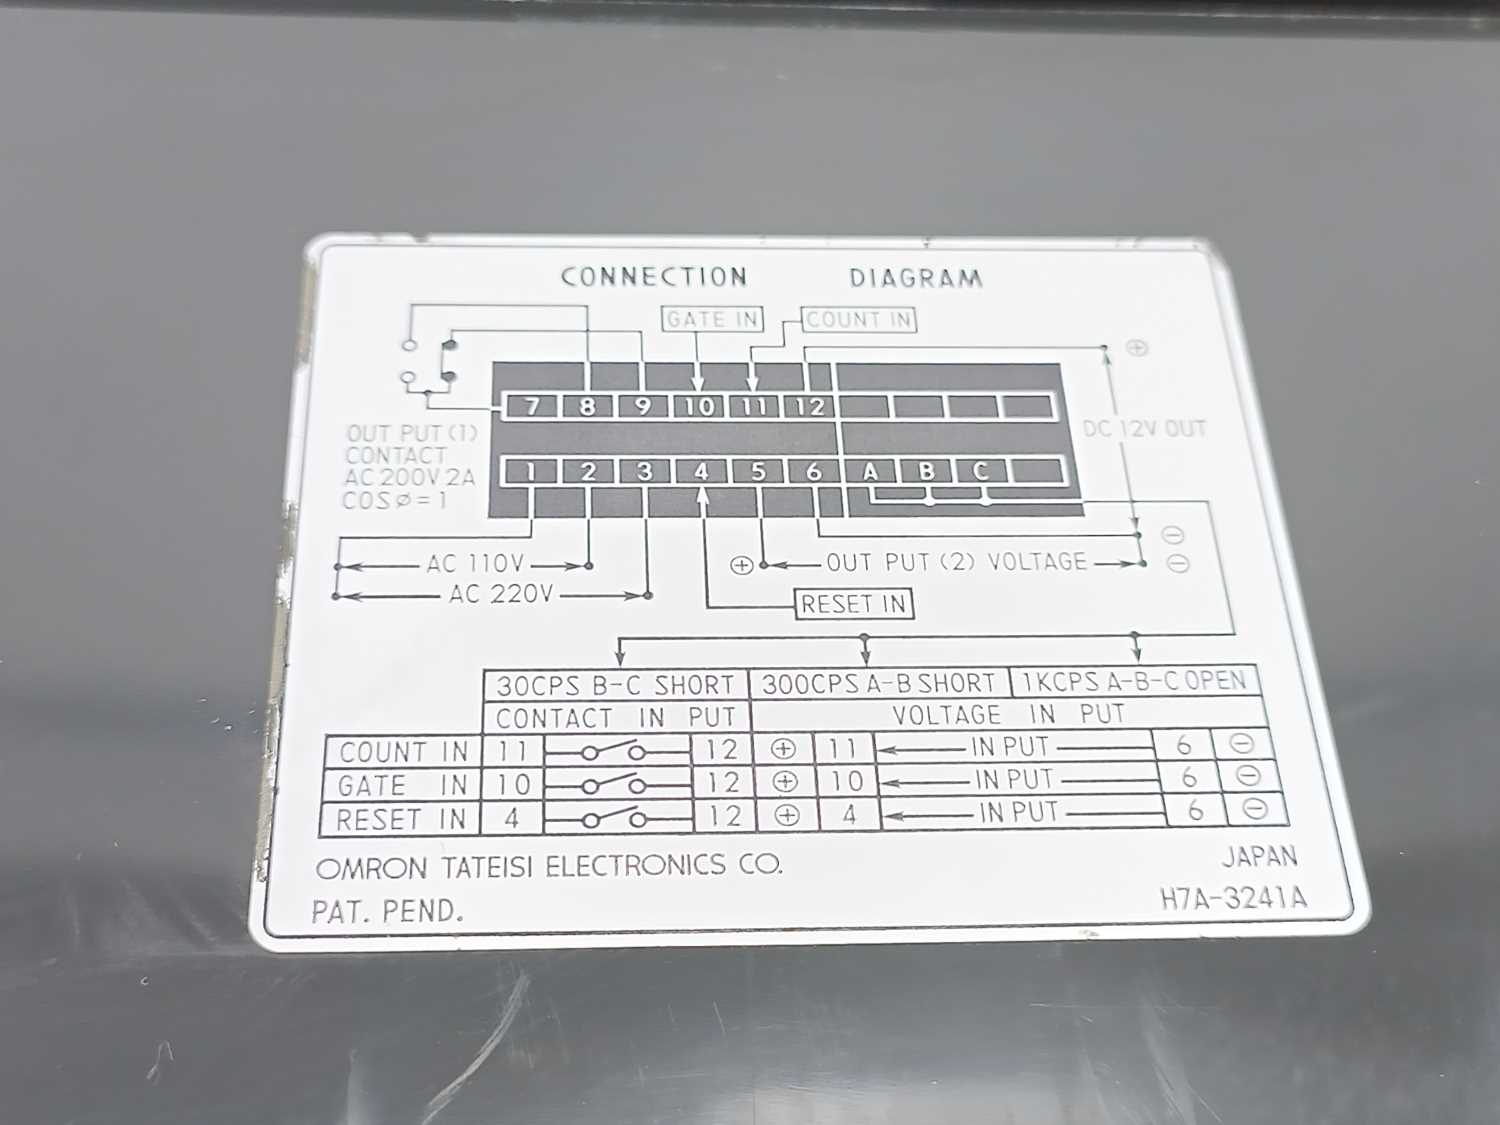 CONNECTION DIAGRAM
GATE IN COUNT IN
⊕
7 8 9 10 11 12
OUT PUT (1)
CONTACT
AC 200V 2A
COS ø = 1
DC 12V OUT
1 2 3 4 5 6 A B C
AC 110V
⊕ OUT PUT (2) VOLTAGE ⊖
⊖
AC 220V
RESET IN
30CPS B-C SHORT 300CPS A-B SHORT 1KCPS A-B-C OPEN
CONTACT IN PUT VOLTAGE IN PUT
COUNT IN 11 12 ⊕ 11 IN PUT 6 ⊖
GATE IN 10 12 ⊕ 10 IN PUT 6 ⊖
RESET IN 4 12 ⊕ 4 IN PUT 6 ⊖
OMRON TATEISI ELECTRONICS CO. JAPAN
PAT. PEND. H7A-3241A